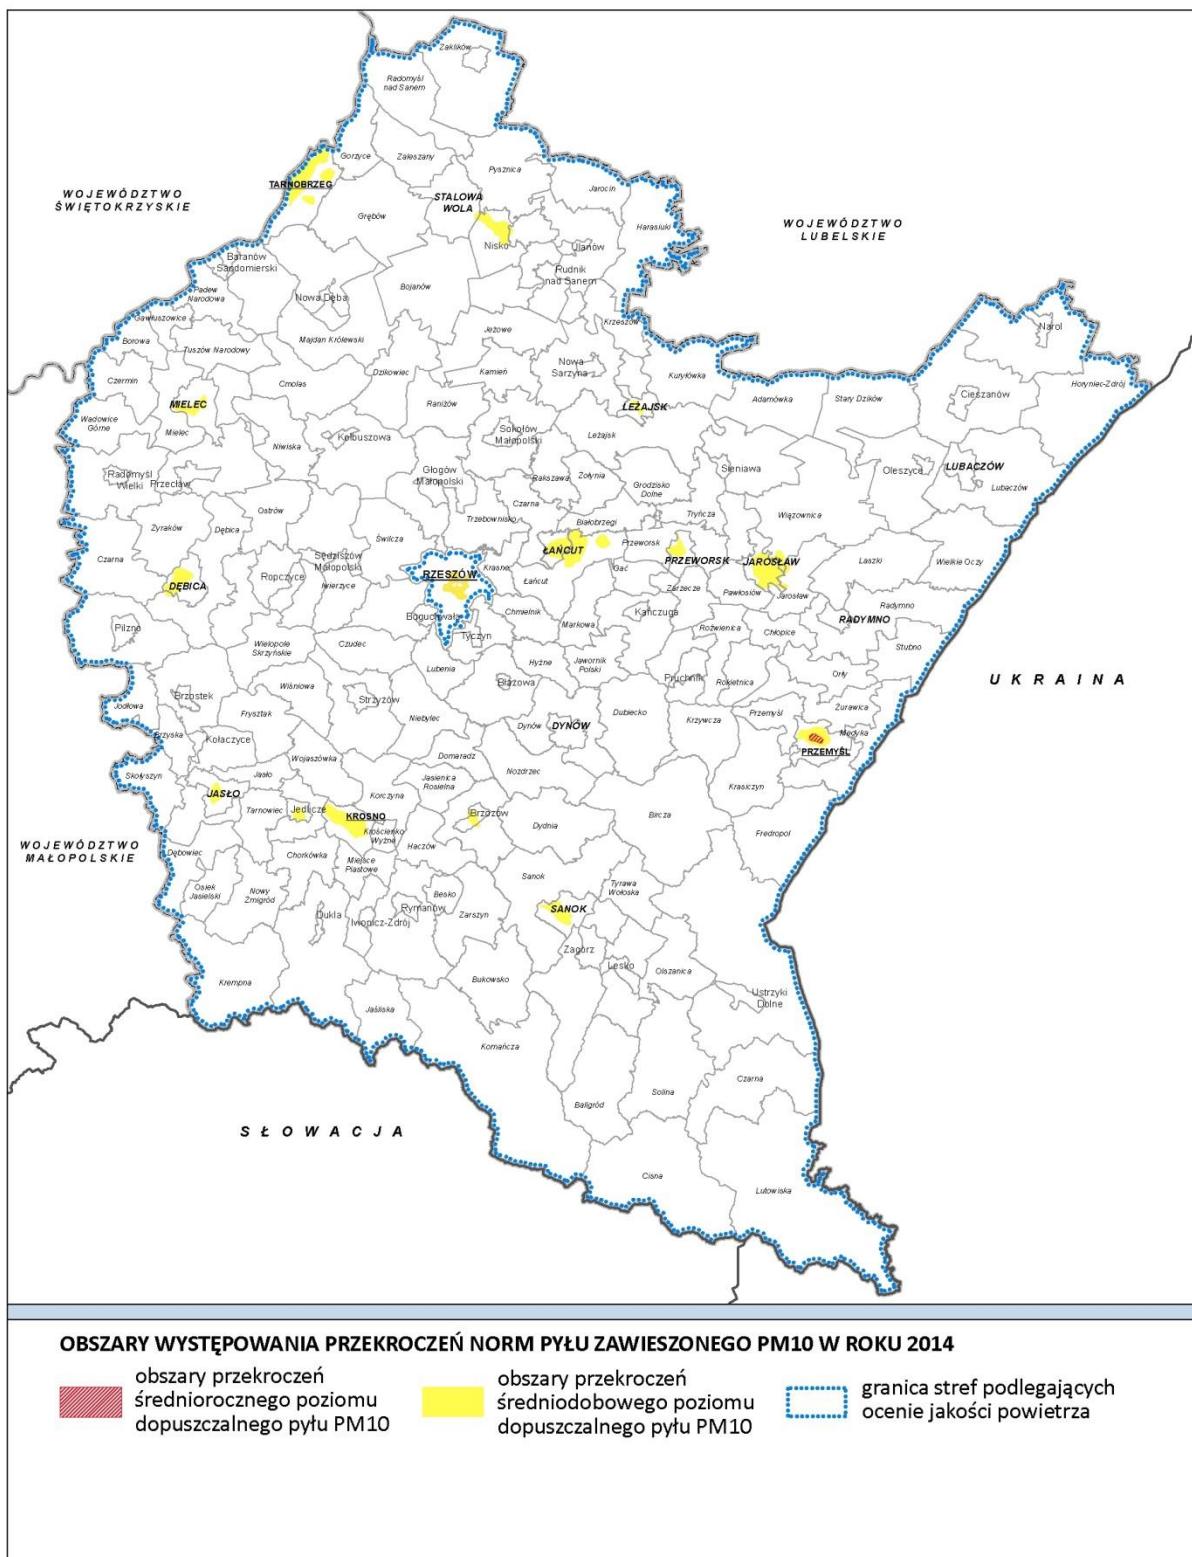 Zaklików
Radomyśl
nad Sanem
Gorzyce
Zaleszany
Pysznica
WOJEWÓDZTWO
ŚWIĘTOKRZYSKIE
TARNOBRZEG
STALOWA
WOLA
Jarocin
WOJEWÓDZTWO
LUBELSKIE
Grębów
Harasiuki
Nisko
Ulanów
Baranów
Sandomierski
Rudnik
nad Sanem
Padew
Narodowa
Nowa Dęba
Bojanów
Gawłuszowice
Krzeszów
Narol
Borowa
Jeżowe
Majdan Królewski
Tuszów Narodowy
Nowa
Sarzyna
Czermin
Cmolas
Dzikowiec
Kamień
Kuryłówka
Horyniec-Zdrój
Adamówka
Stary Dzików
Cieszanów
MIELEC
Raniżów
LEŻAJSK
Wadowice
Górne
Mielec
Niwiska
Kolbuszowa
Sokołów
Małopolski
Leżajsk
Radomyśl
Wielki
Przecław
Głogów
Małopolski
Rakszawa
Żołynia
Grodzisko
Dolne
Sieniawa
Oleszyce
LUBACZÓW
Lubaczów
Czarna
Ostrów
Żyraków
Dębica
Trzebownisko
Białobrzegi
Tryńcza
Wiązownica
Świlcza
Przeworsk
Czarna
Sędziszów
Małopolski
ŁAŃCUT
PRZEWORSK
JAROSŁAW
Laszki
Wielkie Oczy
RZESZÓW
Krasne
Gać
DĘBICA
Ropczyce
Iwierzyce
Łańcut
Zarzecze
Pawłosiów
Jarosław
Boguchwała
Chmielnik
Kańczuga
Radymno
RADYMNO
Pilzno
Tyczyn
Markowa
Roźwienica
Chłopice
Wielopole
Skrzyńskie
Czudec
Stubno
Lubenia
Hyżne
Jawornik
Polski
Pruchnik
Rokietnica
Orły
UKRAINA
Wiśniowa
Błażowa
Brzostek
Strzyżów
Jodłowa
Frysztak
Niebylec
Dynów
DYNÓW
Dubiecko
Krzywcza
Przemyśl
Żurawica
Brzyska
Kołaczyce
Medyka
PRZEMYŚL
Wojaszówka
Domaradz
Skołyszyn
Jasło
Jasienica
Rosielna
Nozdrzec
Krasiczyn
JASŁO
Korczyna
Tarnowiec
Jedlicze
KROSNO
Brzozów
Bircza
Krościenko
Wyżne
Dydnia
Fredropol
WOJEWÓDZTWO
MAŁOPOLSKIE
Dębowiec
Chorkówka
Miejsce
Piastowe
Haczów
Sanok
Osiek
Jasielski
Nowy
Żmigród
Besko
Tyrawa
Wołoska
Dukla
Iwonicz-Zdrój
Rymanów
Zarszyn
SANOK
Zagórz
Lesko
Olszanica
Krempna
Bukowsko
Ustrzyki
Dolne
Jaśliska
Komańcza
Czarna
Solina
Baligród
SŁOWACJA
Cisna
Lutowiska
OBSZARY WYSTĘPOWANIA PRZEKROCZEŃ NORM PYŁU ZAWIESZONEGO PM10 W ROKU 2014
obszary przekroczeń
średniorocznego poziomu
dopuszczalnego pyłu PM10
obszary przekroczeń
średniodobowego poziomu
dopuszczalnego pyłu PM10
granica stref podlegających
ocenie jakości powietrza